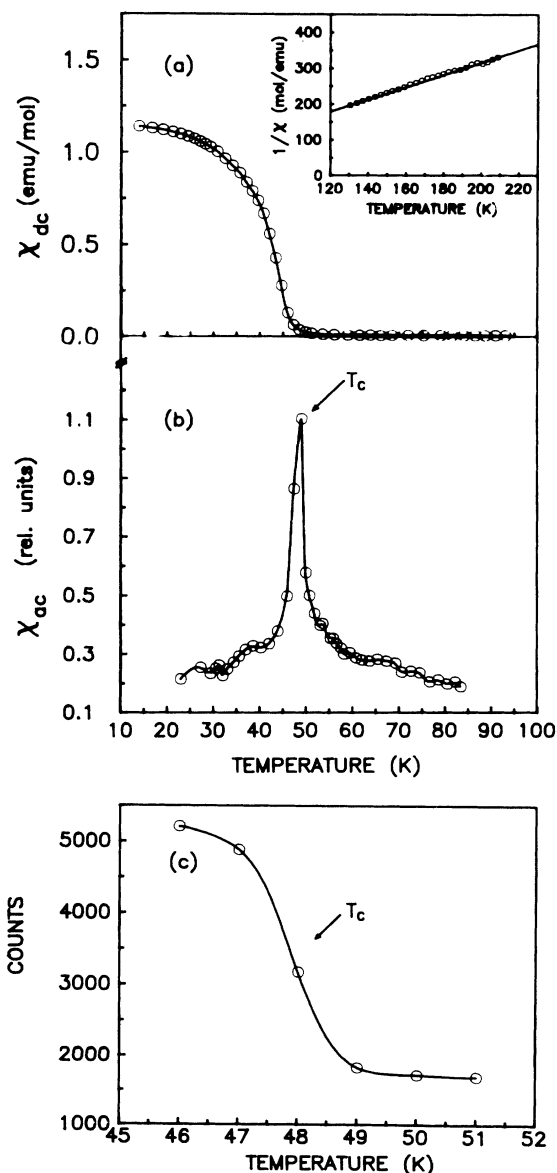 (a)
χdc (emu/mol)
1.5
1.0
0.5
0.0
1/χ (mol/emu)
400
300
200
100
0
120 140 160 180 200 220
TEMPERATURE (K)
(b)
Tc
χac (rel. units)
1.1
0.9
0.7
0.5
0.3
0.1
10 20 30 40 50 60 70 80 90 100
TEMPERATURE (K)
(c)
Tc
COUNTS
5000
4000
3000
2000
1000
45 46 47 48 49 50 51 52
TEMPERATURE (K)